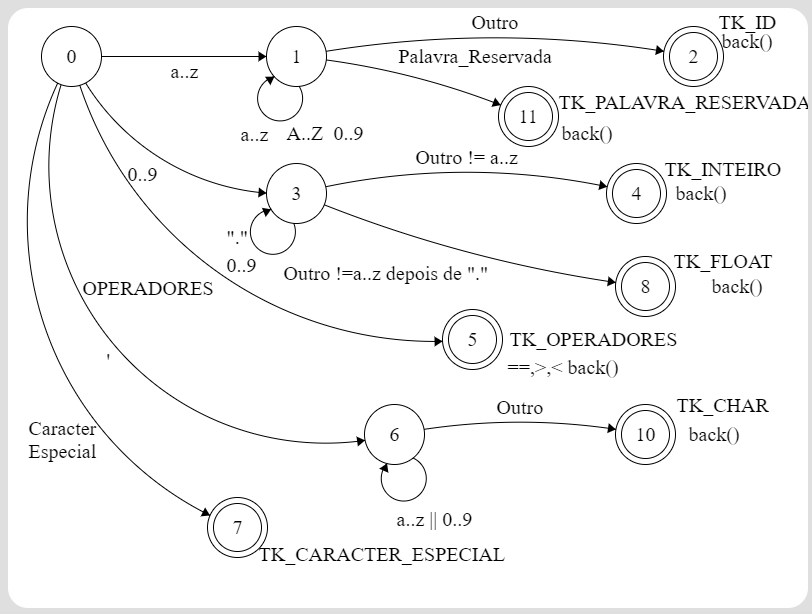 Outro
TK_ID
back()
0
1
2
a..z
Palavra_Reservada
11
TK_PALAVRA_RESERVADA
back()
a..z A..Z 0..9
Outro != a..z
0..9
3
4
TK_INTEIRO
back()
"."
0..9
Outro !=a..z depois de "."
8
TK_FLOAT
back()
OPERADORES
5
TK_OPERADORES
==,>,< back()
'
6
Outro
10
TK_CHAR
back()
Caracter
Especial
a..z || 0..9
7
TK_CARACTER_ESPECIAL